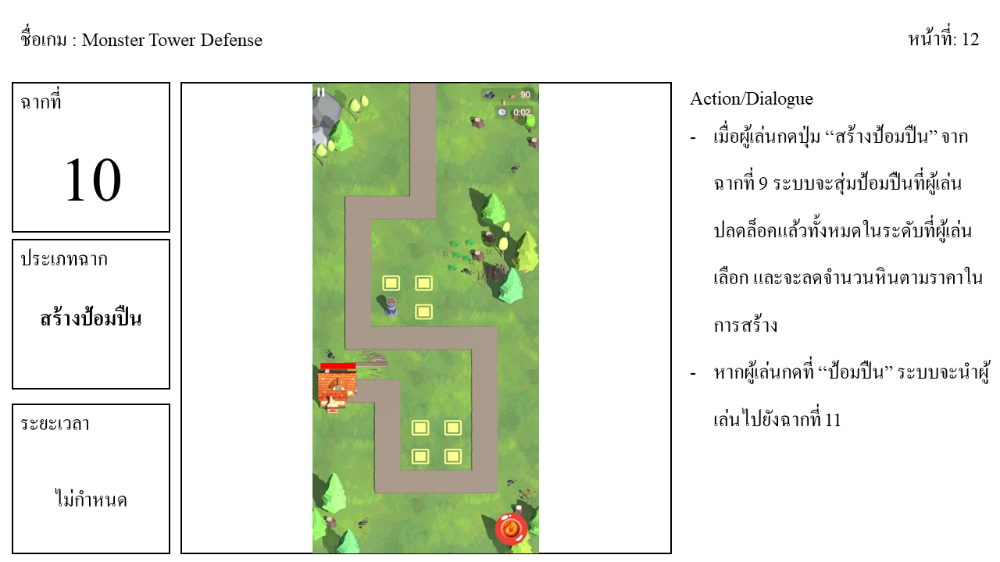 ชื่อเกม : Monster Tower Defense
หน้าที่: 12
ฉากที่
10
ประเภทฉาก
สร้างป้อมปืน
ระยะเวลา
ไม่กำหนด
90
0:02
Action/Dialogue
- เมื่อผู้เล่นกดปุ่ม “สร้างป้อมปืน” จาก
ฉากที่ 9 ระบบจะสุ่มป้อมปืนที่ผู้เล่น
ปลดล็อคแล้วทั้งหมดในระดับที่ผู้เล่น
เลือก และจะลดจำนวนหินตามราคาใน
การสร้าง
- หากผู้เล่นกดที่ “ป้อมปืน” ระบบจะนำผู้
เล่นไปยังฉากที่ 11